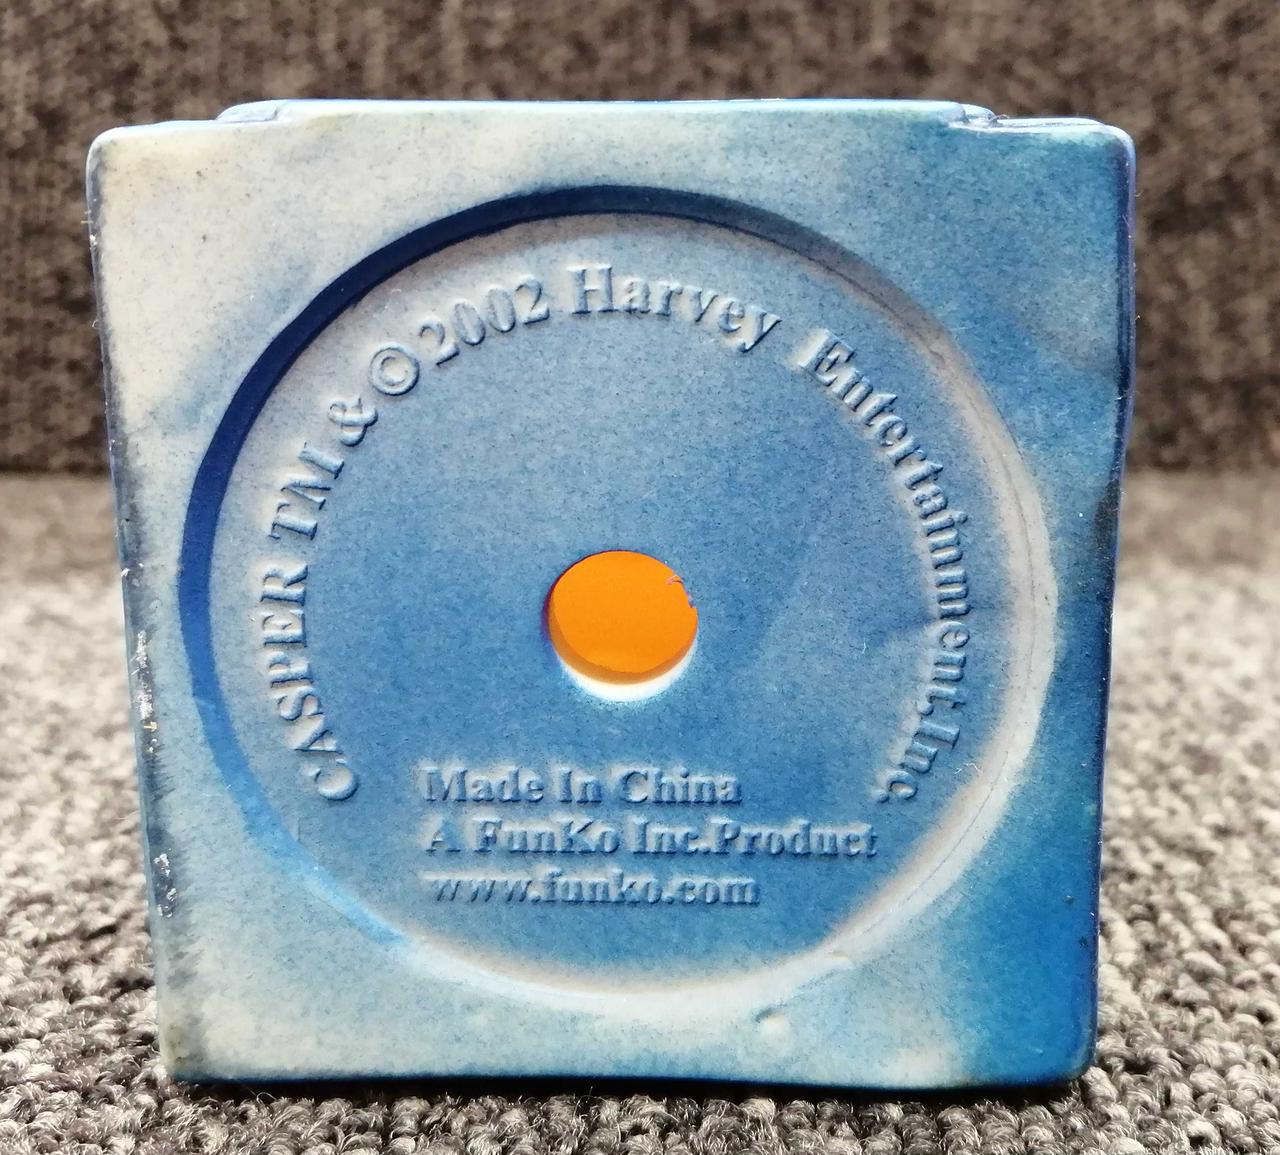 CASPER TM & © 2002 Harvey Entertainment,Inc.
Made In China
A FunKo Inc.Product
www.funko.com